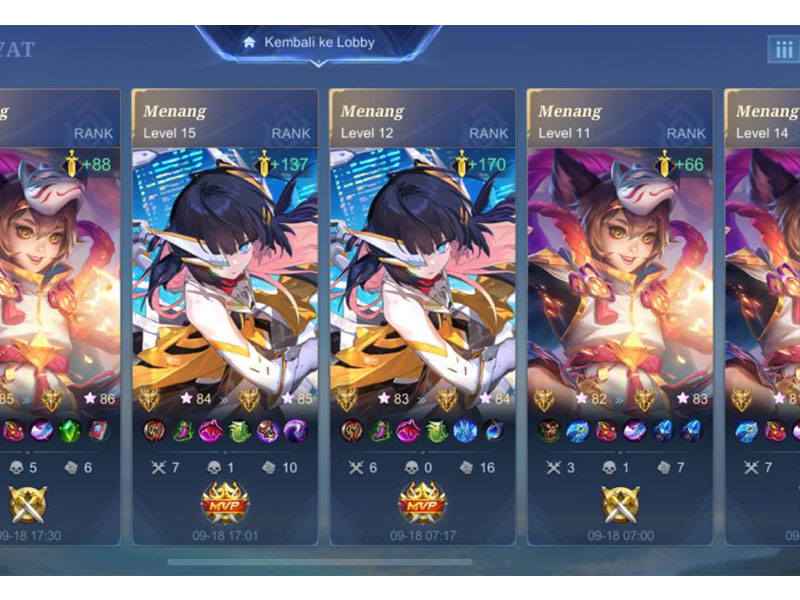 YAT
Kembali ke Lobby
RANK
+88
85 » 86
5 6
09-18 17:30
Menang
Level 15 RANK
+137
84 » 85
7 1 10
MVP
09-18 17:01
Menang
Level 12 RANK
+170
83 » 84
6 0 16
MVP
09-18 07:17
Menang
Level 11 RANK
+66
82 » 83
3 1 7
09-18 07:00
Menang
Level 14
7